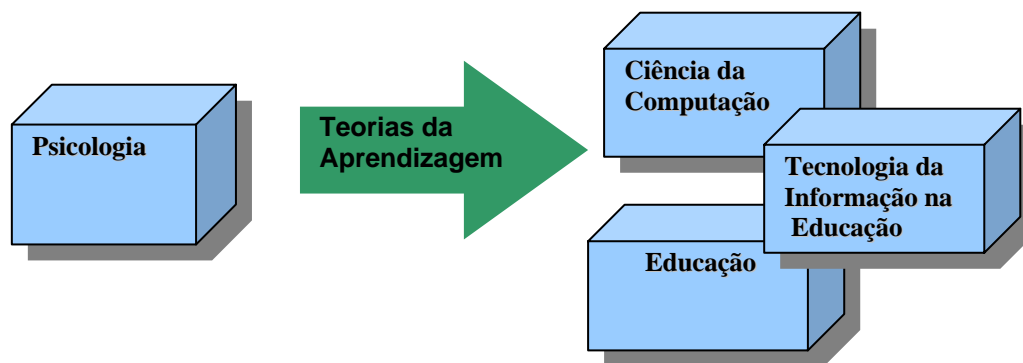 Psicologia
Teorias da
Aprendizagem
Ciência da
Computação
Tecnologia da
Informação na
Educação
Educação